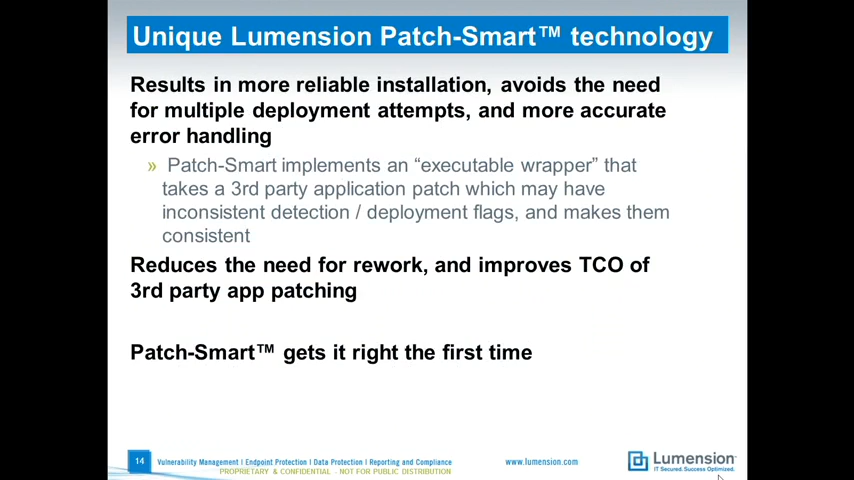 Unique Lumension Patch-Smart™ technology
Results in more reliable installation, avoids the need
for multiple deployment attempts, and more accurate
error handling
» Patch-Smart implements an “executable wrapper” that
takes a 3rd party application patch which may have
inconsistent detection / deployment flags, and makes them
consistent
Reduces the need for rework, and improves TCO of
3rd party app patching
Patch-Smart™ gets it right the first time
14 Vulnerability Management | Endpoint Protection | Data Protection | Reporting and Compliance www.lumension.com Lumension
PROPRIETARY & CONFIDENTIAL - NOT FOR PUBLIC DISTRIBUTION IT Secured. Success Optimized.